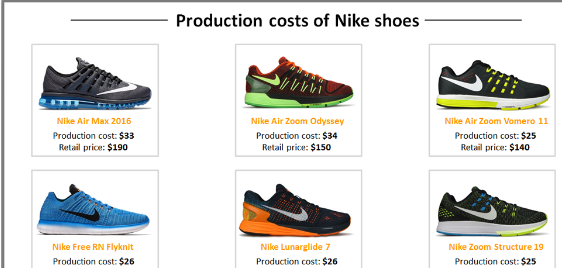 Production costs of Nike shoes
Nike Air Max 2016
Production cost: $33
Retail price: $190
Nike Air Zoom Odyssey
Production cost: $34
Retail price: $150
Nike Air Zoom Vomero 11
Production cost: $25
Retail price: $140
Nike Free RN Flyknit
Production cost: $26
Nike Lunarglide 7
Production cost: $26
Nike Zoom Structure 19
Production cost: $25